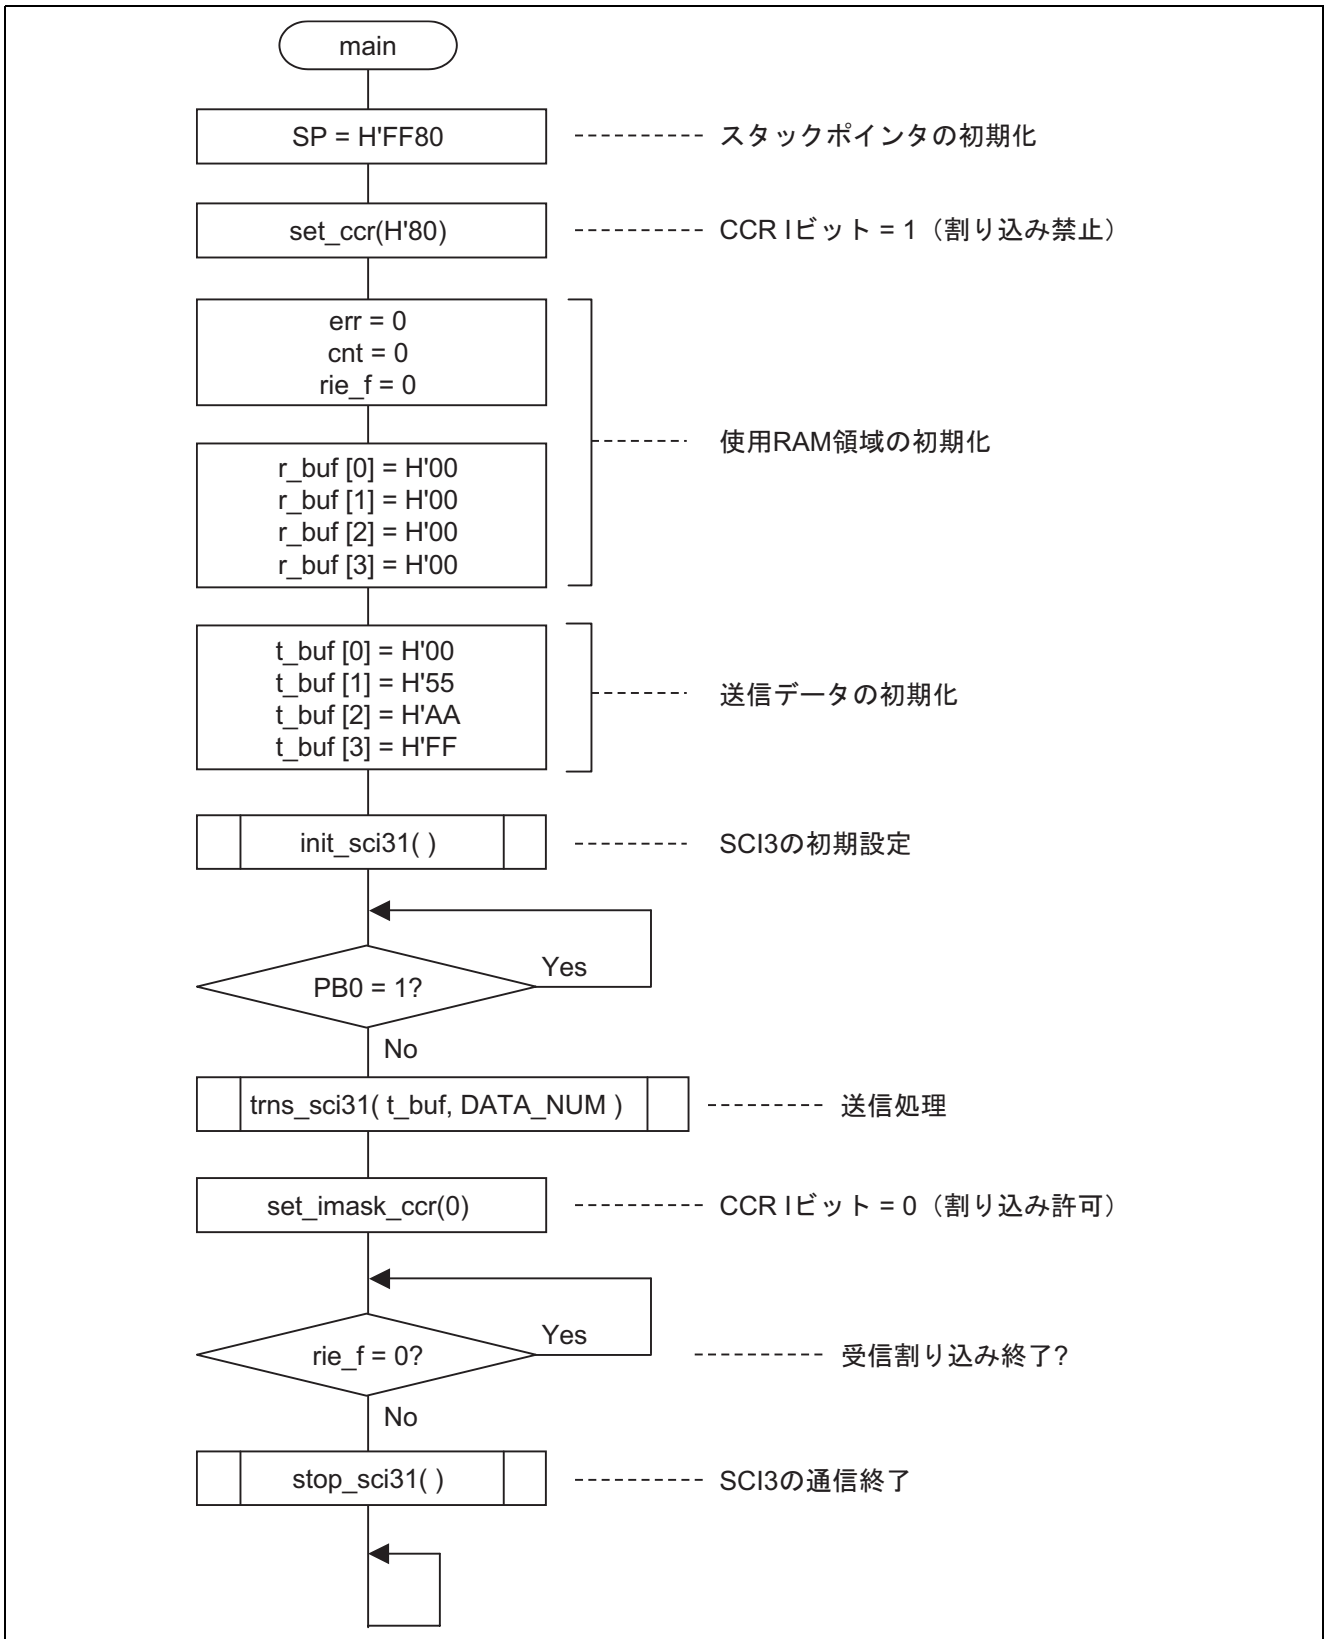 main
SP = H'FF80
スタックポインタの初期化
set_ccr(H'80)
CCR Iビット = 1（割り込み禁止）
err = 0
cnt = 0
rie_f = 0
使用RAM領域の初期化
r_buf [0] = H'00
r_buf [1] = H'00
r_buf [2] = H'00
r_buf [3] = H'00
t_buf [0] = H'00
t_buf [1] = H'55
t_buf [2] = H'AA
t_buf [3] = H'FF
送信データの初期化
init_sci31( )
SCI3の初期設定
PB0 = 1?
Yes
No
trns_sci31( t_buf, DATA_NUM )
送信処理
set_imask_ccr(0)
CCR Iビット = 0（割り込み許可）
rie_f = 0?
Yes
受信割り込み終了?
No
stop_sci31( )
SCI3の通信終了